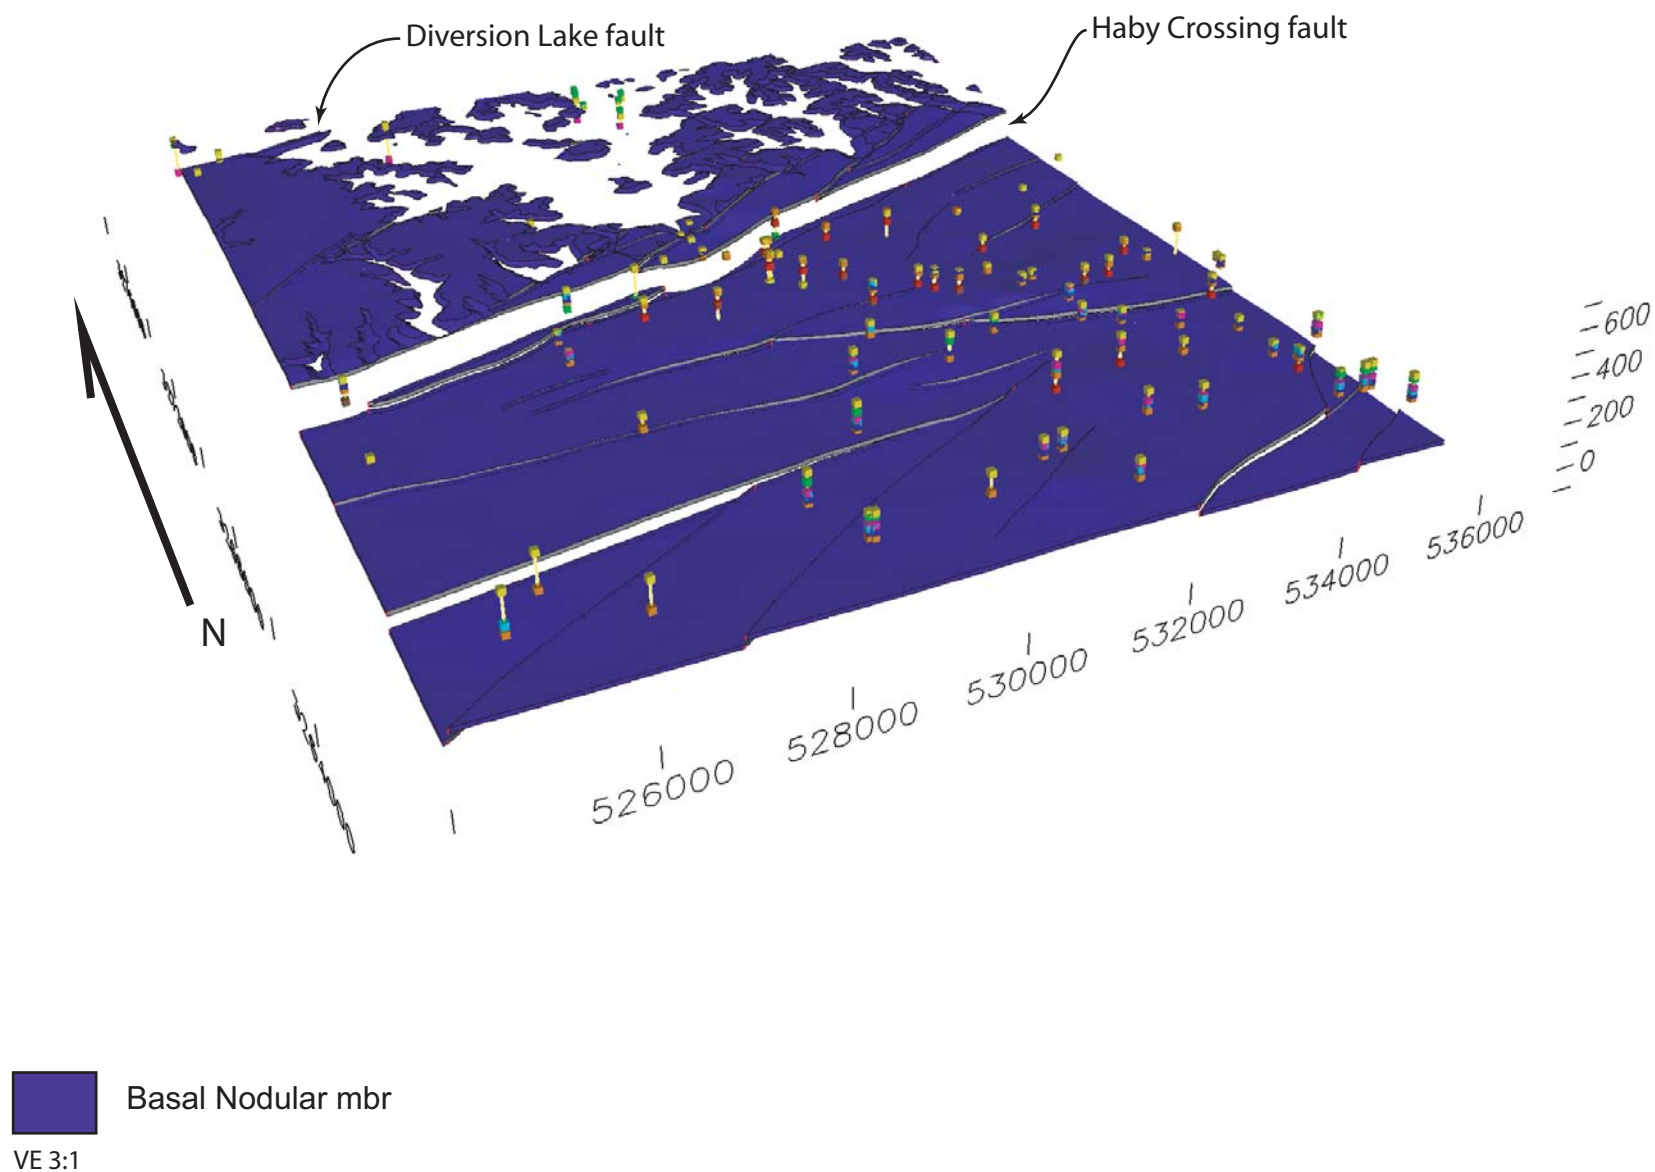 Diversion Lake fault
Haby Crossing fault
600
400
200
0
536000
534000
532000
530000
528000
526000
N
Basal Nodular mbr
VE 3:1